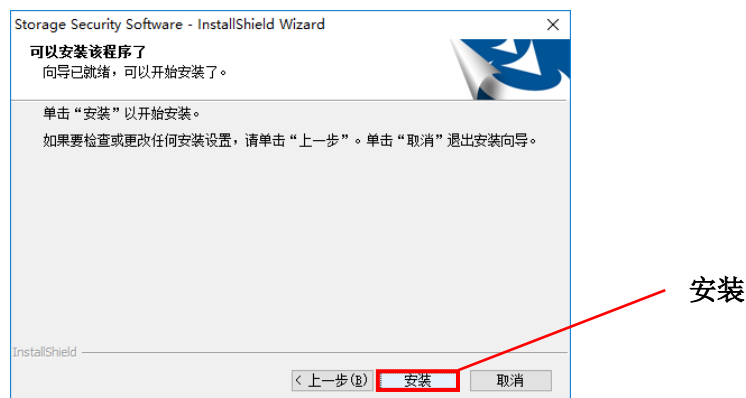 Storage Security Software - InstallShield Wizard
可以安装该程序了
向导已就绪，可以开始安装了。
单击“安装”以开始安装。
如果要检查或更改任何安装设置，请单击“上一步”。单击“取消”退出安装向导。
安装
InstallShield
< 上一步(B)
安装
取消